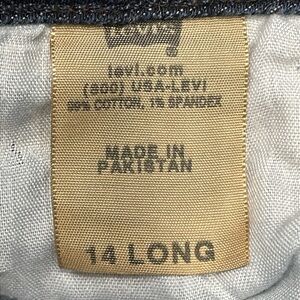 LEVI'S
levi.com
(800) USA-LEVI
99% COTTON, 1% SPANDEX
MADE IN
PAKISTAN
14 LONG